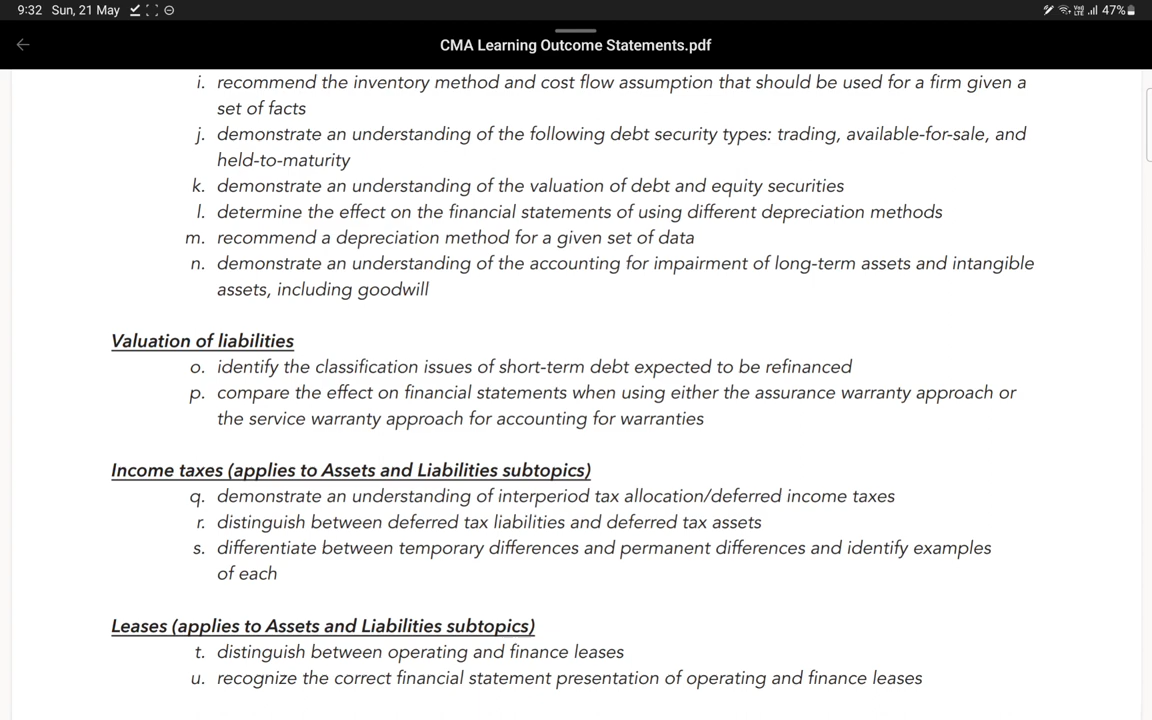 9:32 Sun, 21 May
47%
CMA Learning Outcome Statements.pdf
i. recommend the inventory method and cost flow assumption that should be used for a firm given a
set of facts
j. demonstrate an understanding of the following debt security types: trading, available-for-sale, and
held-to-maturity
k. demonstrate an understanding of the valuation of debt and equity securities
l. determine the effect on the financial statements of using different depreciation methods
m. recommend a depreciation method for a given set of data
n. demonstrate an understanding of the accounting for impairment of long-term assets and intangible
assets, including goodwill
Valuation of liabilities
o. identify the classification issues of short-term debt expected to be refinanced
p. compare the effect on financial statements when using either the assurance warranty approach or
the service warranty approach for accounting for warranties
Income taxes (applies to Assets and Liabilities subtopics)
q. demonstrate an understanding of interperiod tax allocation/deferred income taxes
r. distinguish between deferred tax liabilities and deferred tax assets
s. differentiate between temporary differences and permanent differences and identify examples
of each
Leases (applies to Assets and Liabilities subtopics)
t. distinguish between operating and finance leases
u. recognize the correct financial statement presentation of operating and finance leases